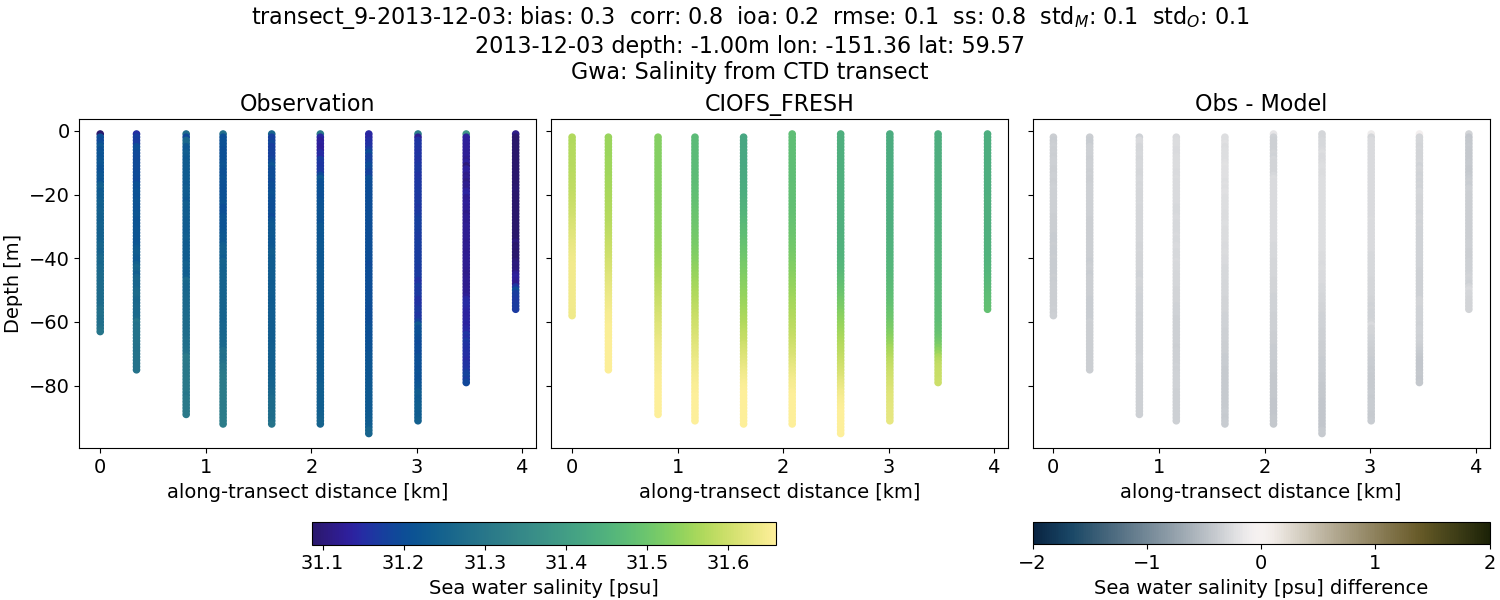 transect_9-2013-12-03: bias: 0.3  corr: 0.8  ioa: 0.2  rmse: 0.1  ss: 0.8  std_M: 0.1  std_O: 0.1
2013-12-03 depth: -1.00m lon: -151.36 lat: 59.57
Gwa: Salinity from CTD transect
Observation
CIOFS_FRESH
Obs - Model
Depth [m]
0
−20
−40
−60
−80
0 1 2 3 4
0 1 2 3 4
0 1 2 3 4
along-transect distance [km]
along-transect distance [km]
along-transect distance [km]
31.1 31.2 31.3 31.4 31.5 31.6
Sea water salinity [psu]
−2 −1 0 1 2
Sea water salinity [psu] difference